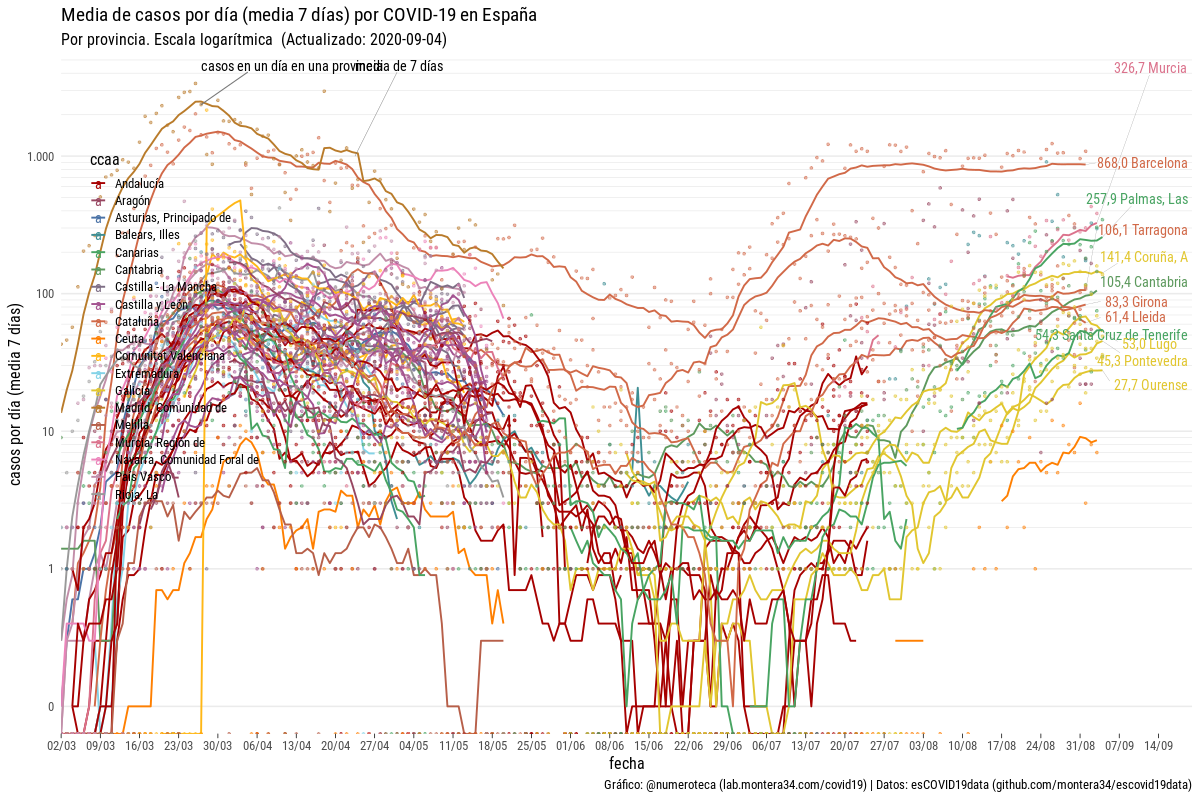 Media de casos por día (media 7 días) por COVID-19 en España
Por provincia. Escala logarítmica (Actualizado: 2020-09-04)
casos en un día en una provincia
media de 7 días
326,7 Murcia
868,0 Barcelona
257,9 Palmas, Las
106,1 Tarragona
141,4 Coruña, A
105,4 Cantabria
83,3 Girona
61,4 Lleida
54,3 Santa Cruz de Tenerife
53,0 Lugo
45,3 Pontevedra
27,7 Ourense
casos por día (media 7 días)
1.000
100
10
1
0
ccaa
a Andalucía
a Aragón
a Asturias, Principado de
a Balears, Illes
a Canarias
a Cantabria
a Castilla - La Mancha
a Castilla y León
a Cataluña
a Ceuta
a Comunitat Valenciana
a Extremadura
a Galicia
a Madrid, Comunidad de
a Melilla
a Murcia, Región de
a Navarra, Comunidad Foral de
a País Vasco
a Rioja, La
02/03 09/03 16/03 23/03 30/03 06/04 13/04 20/04 27/04 04/05 11/05 18/05 25/05 01/06 08/06 15/06 22/06 29/06 06/07 13/07 20/07 27/07 03/08 10/08 17/08 24/08 31/08 07/09 14/09
fecha
Gráfico: @numeroteca (lab.montera34.com/covid19) | Datos: esCOVID19data (github.com/montera34/escovid19data)